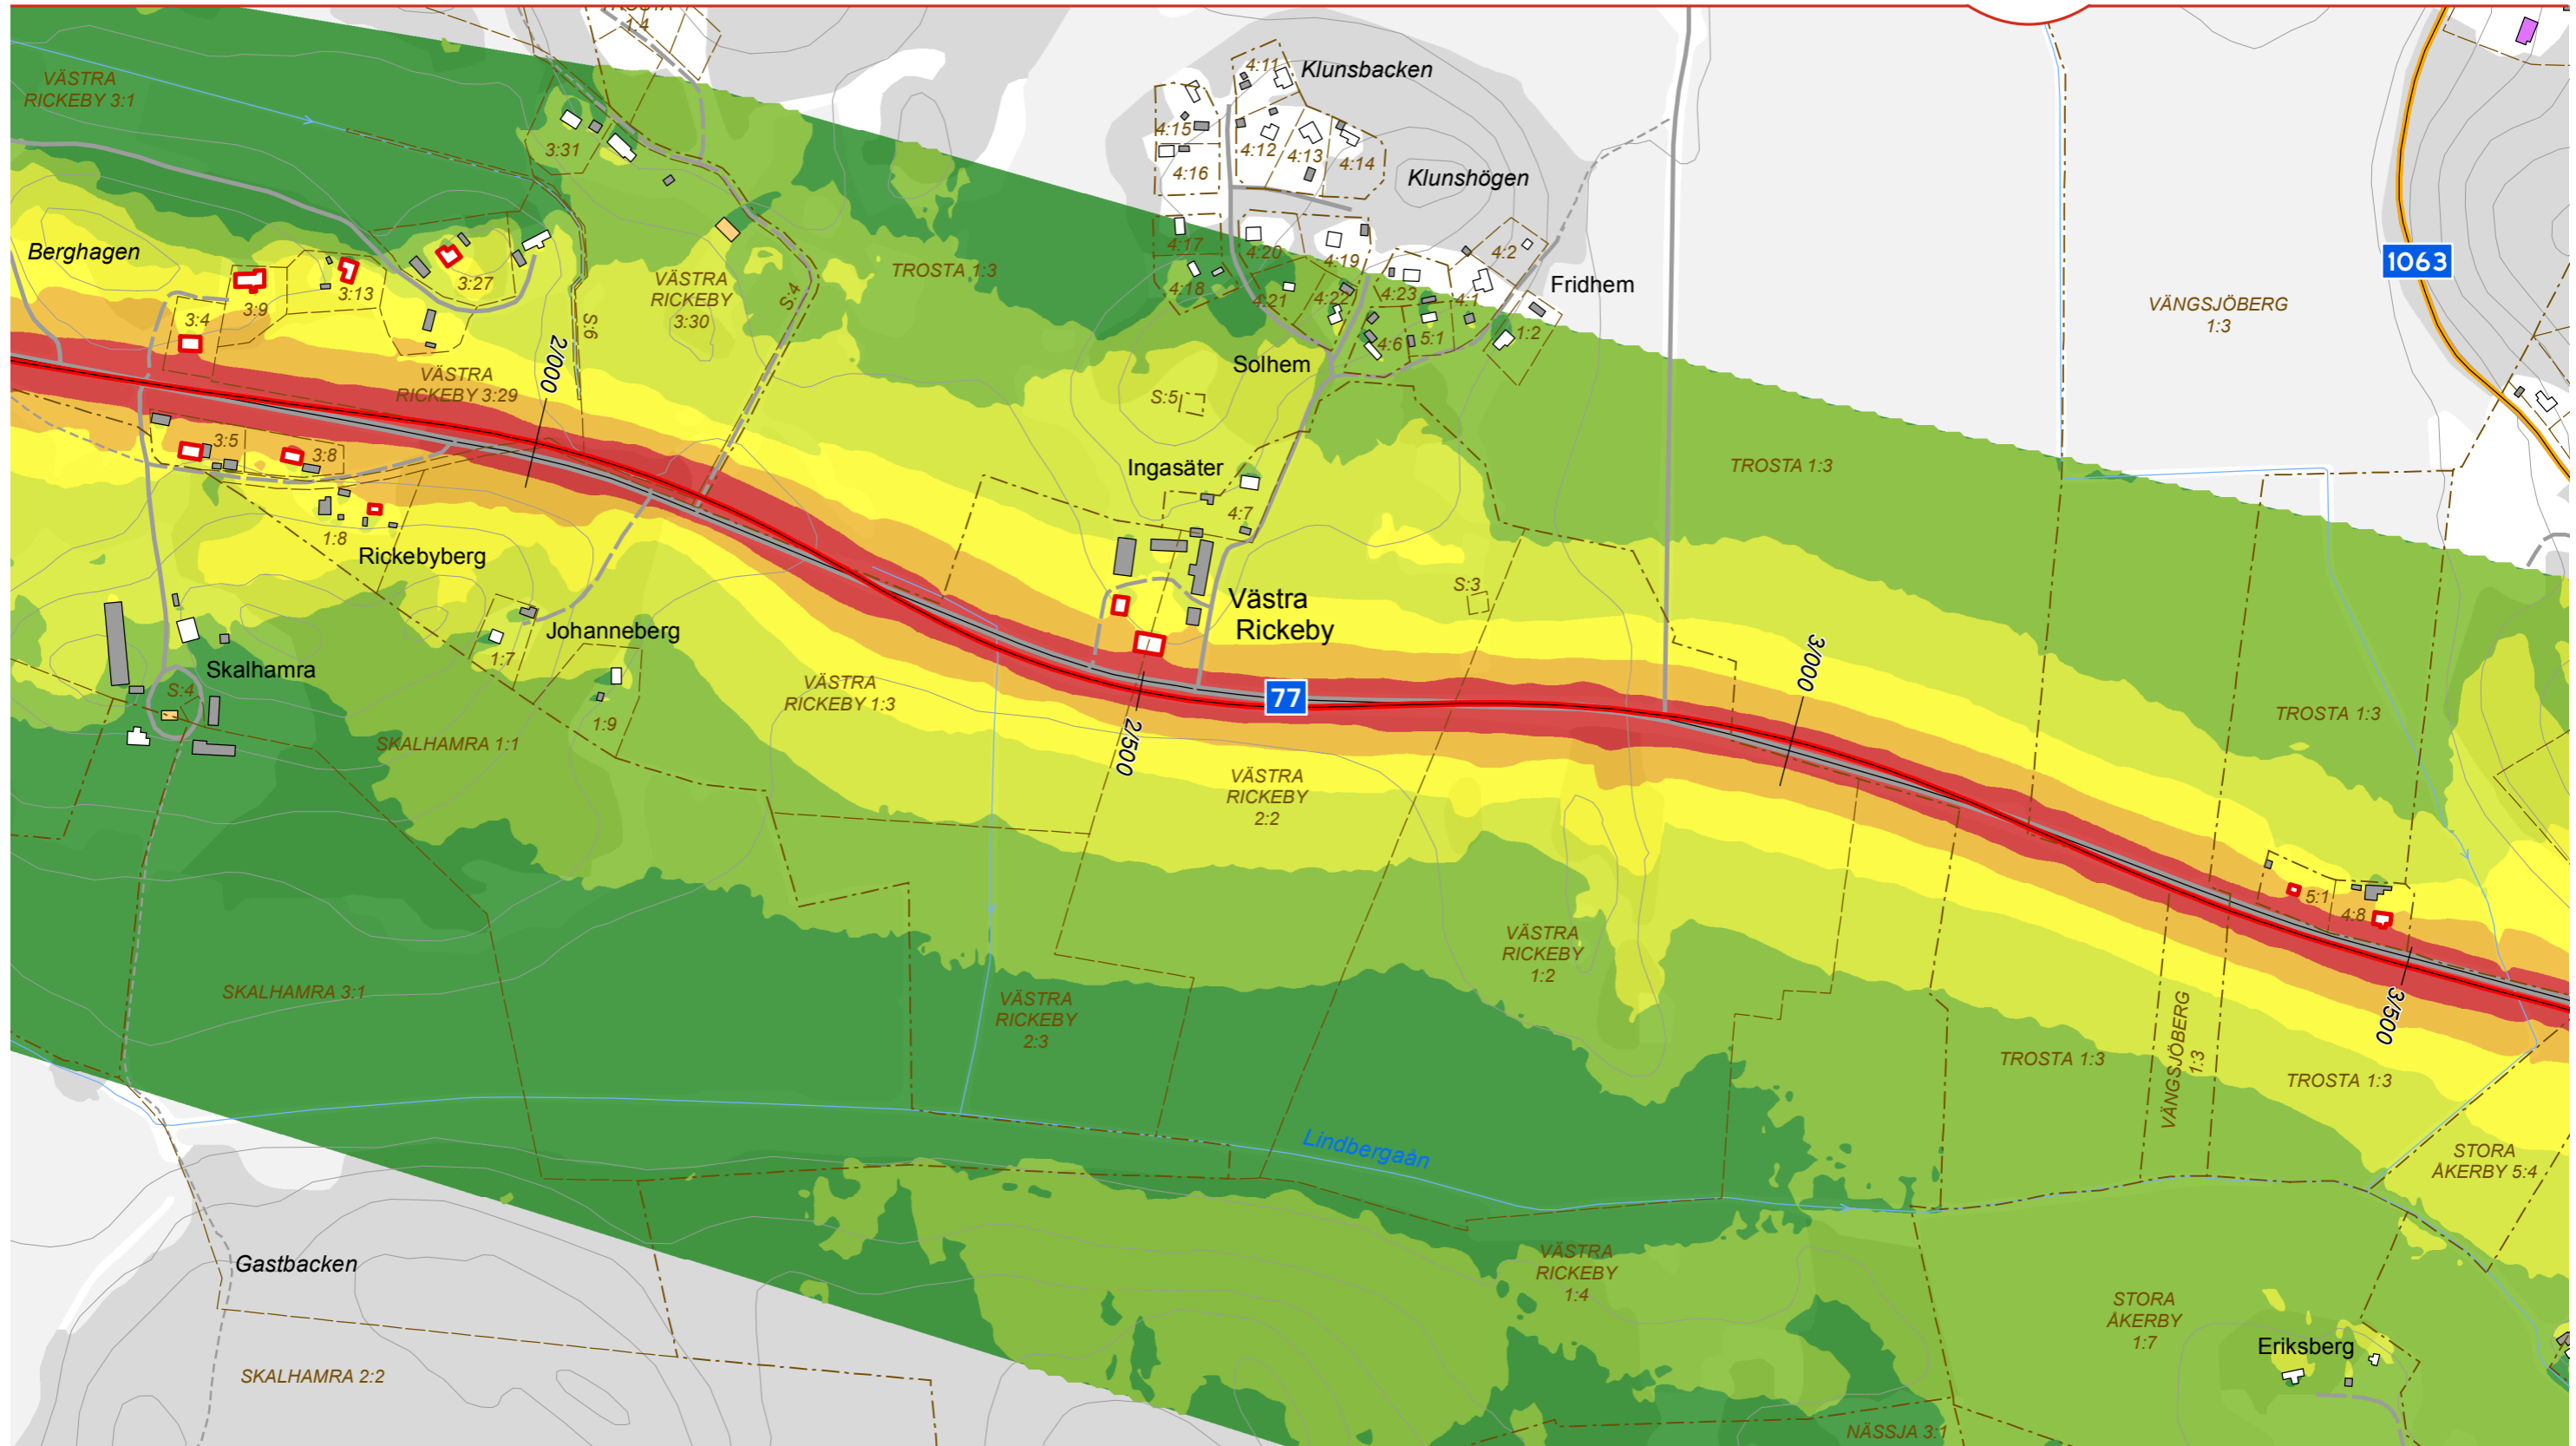 TROSTA
1:4
VÄSTRA
RICKEBY 3:1
3:31
4:11
Klunsbacken
4:15
4:12
4:13
4:14
4:16
Klunshögen
Berghagen
4:17
4:18
4:20
4:19
4:2
4:21
4:22
4:23
4:1
Fridhem
1:2
4:6
5:1
Solhem
1063
VÄNGSJÖBERG
1:3
3:4
3:9
3:13
3:27
S:6
VÄSTRA
RICKEBY
3:30
S:4
TROSTA 1:3
VÄSTRA
RICKEBY 3:29
2/000
S:5
3:5
3:8
Ingasäter
4:7
TROSTA 1:3
1:8
Rickebyberg
Johanneberg
1:7
1:9
Skalhamra
S:4
SKALHAMRA 1:1
VÄSTRA
RICKEBY 1:3
Västra
Rickeby
S:3
77
2/500
3/000
VÄSTRA
RICKEBY
2:2
TROSTA 1:3
5:1
4:8
3/500
SKALHAMRA 3:1
VÄSTRA
RICKEBY
2:3
VÄSTRA
RICKEBY
1:2
TROSTA 1:3
VÄNGSJÖBERG
1:3
TROSTA 1:3
Lindbergaån
STORA
ÅKERBY 5:4
Gastbacken
SKALHAMRA 2:2
VÄSTRA
RICKEBY
1:4
STORA
ÅKERBY
1:7
Eriksberg
NÄSSJA 3:1